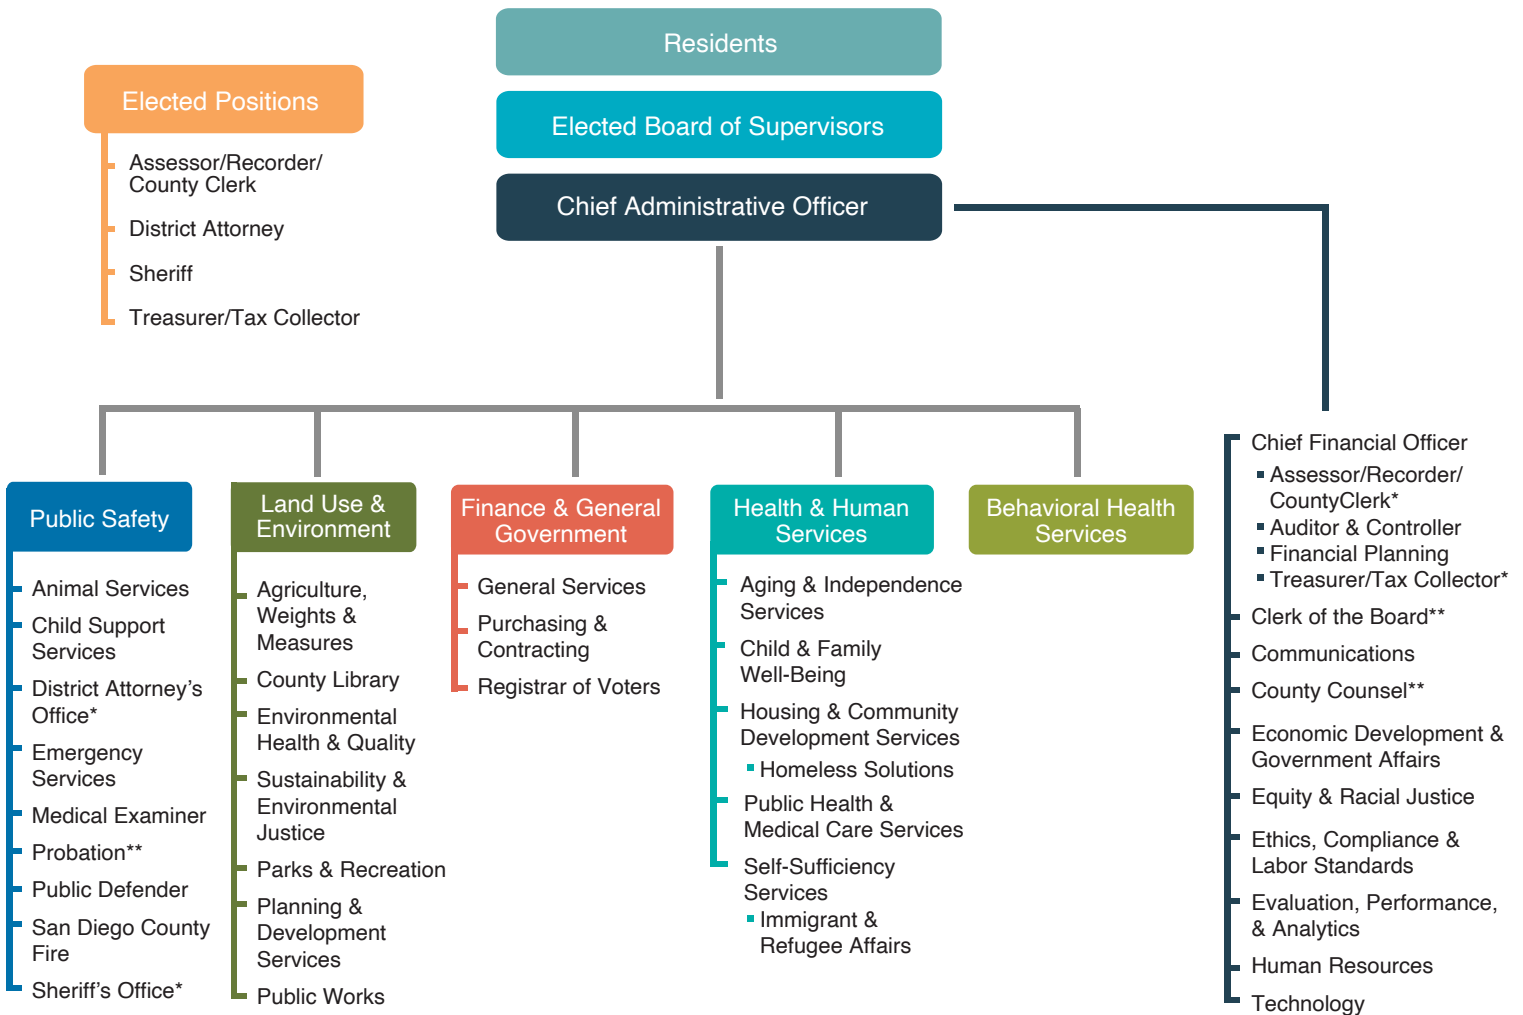 Residents
Elected Board of Supervisors
Chief Administrative Officer
Elected Positions
Assessor/Recorder/
County Clerk
District Attorney
Sheriff
Treasurer/Tax Collector
Public Safety
Animal Services
Child Support
Services
District Attorney’s
Office*
Emergency
Services
Medical Examiner
Probation**
Public Defender
San Diego County
Fire
Sheriff’s Office*
Land Use &
Environment
Agriculture,
Weights &
Measures
County Library
Environmental
Health & Quality
Sustainability &
Environmental
Justice
Parks & Recreation
Planning &
Development
Services
Public Works
Finance & General
Government
General Services
Purchasing &
Contracting
Registrar of Voters
Health & Human
Services
Aging & Independence
Services
Child & Family
Well-Being
Housing & Community
Development Services
Homeless Solutions
Public Health &
Medical Care Services
Self-Sufficiency
Services
Immigrant &
Refugee Affairs
Behavioral Health
Services
Chief Financial Officer
Assessor/Recorder/
CountyClerk*
Auditor & Controller
Financial Planning
Treasurer/Tax Collector*
Clerk of the Board**
Communications
County Counsel**
Economic Development &
Government Affairs
Equity & Racial Justice
Ethics, Compliance &
Labor Standards
Evaluation, Performance,
& Analytics
Human Resources
Technology